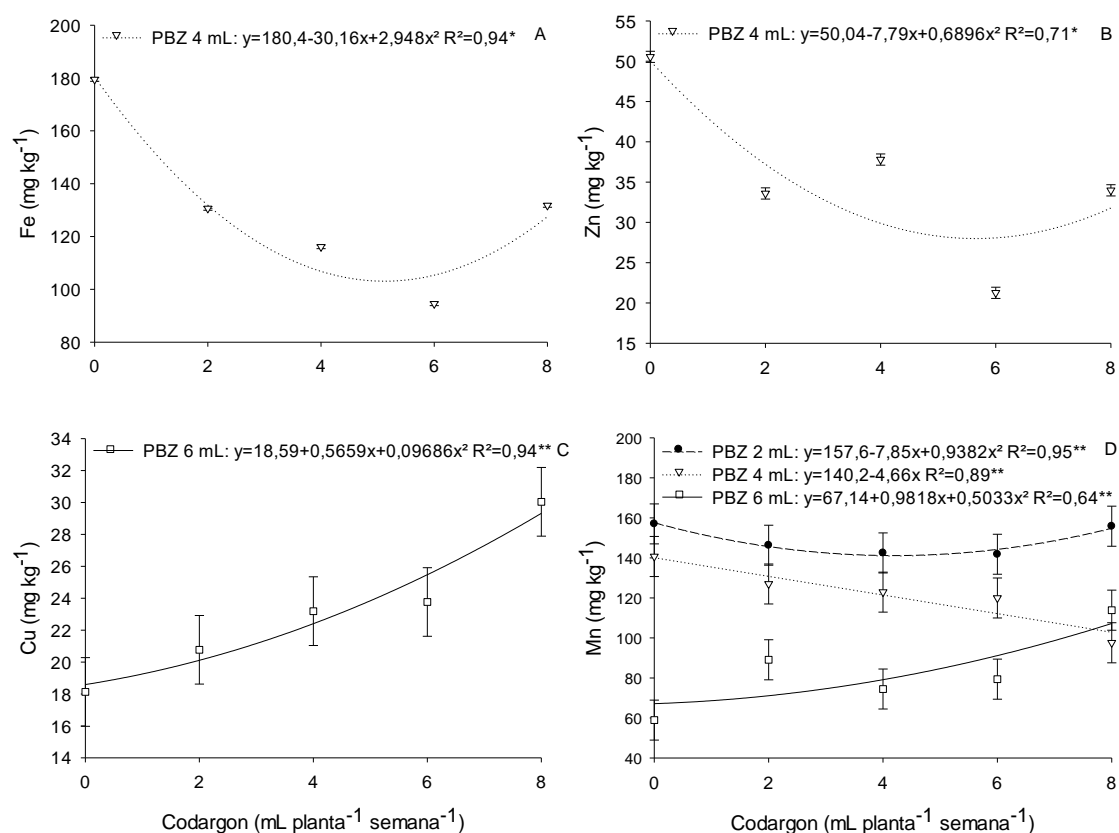 PBZ 4 mL: y=180,4-30,16x+2,948x² R²=0,94* A
200
180
160
140
120
100
80
Fe (mg kg⁻¹)
0 2 4 6 8
PBZ 4 mL: y=50,04-7,79x+0,6896x² R²=0,71* B
55
50
45
40
35
30
25
20
15
Zn (mg kg⁻¹)
0 2 4 6 8
PBZ 6 mL: y=18,59+0,5659x+0,09686x² R²=0,94** C
34
32
30
28
26
24
22
20
18
16
14
Cu (mg kg⁻¹)
0 2 4 6 8
Codargon (mL planta⁻¹ semana⁻¹)
PBZ 2 mL: y=157,6-7,85x+0,9382x² R²=0,95** D
PBZ 4 mL: y=140,2-4,66x R²=0,89**
PBZ 6 mL: y=67,14+0,9818x+0,5033x² R²=0,64**
200
180
160
140
120
100
80
60
40
Mn (mg kg⁻¹)
0 2 4 6 8
Codargon (mL planta⁻¹ semana⁻¹)